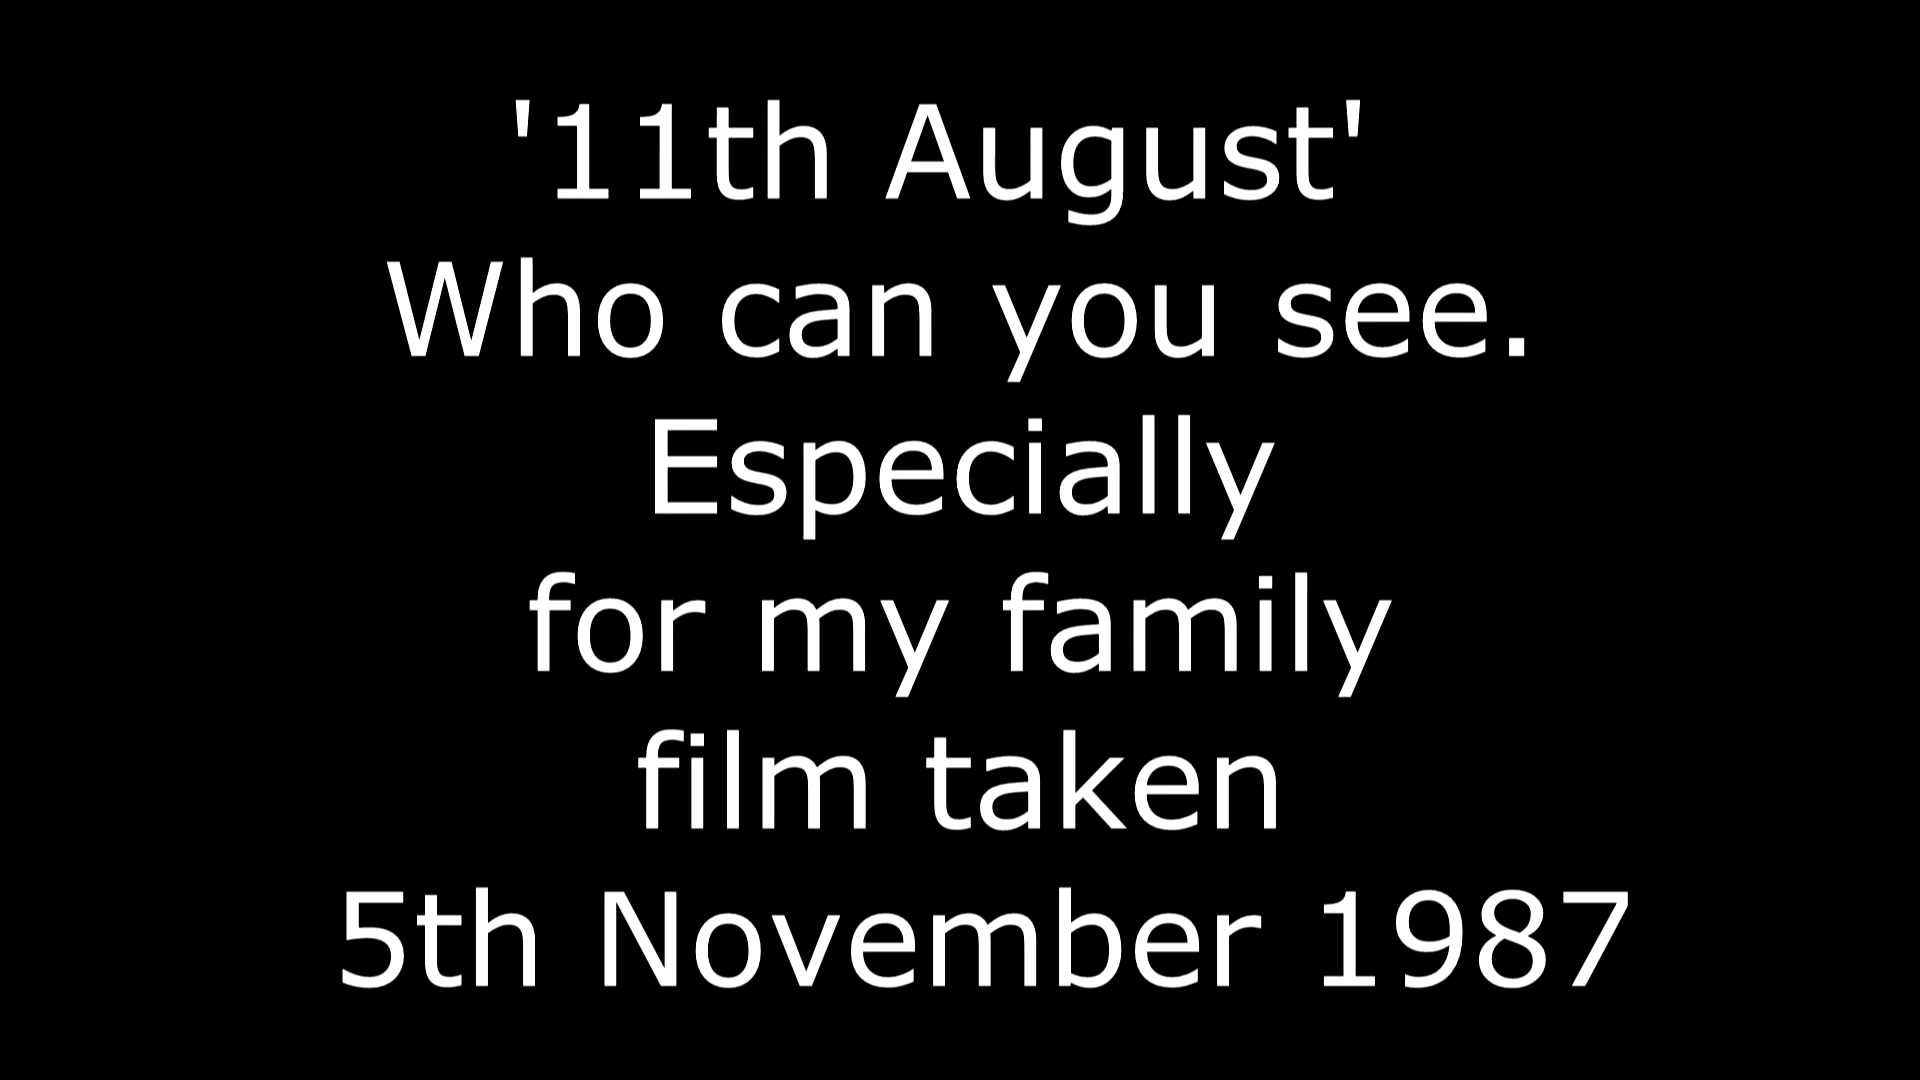 '11th August'
Who can you see.
Especially
for my family
film taken
5th November 1987